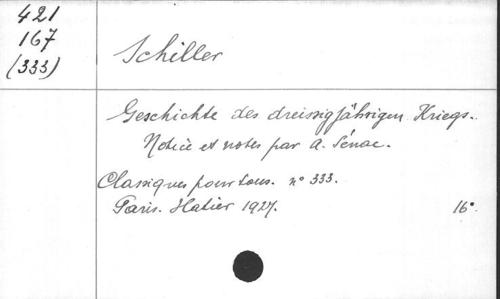 421
167
(333)
Schiller
Geschichte des dreissigjährigen Kriegs.
Notice et notes par A. Sénac.
Classiques pour tous. n° 333.
Paris. Hatier 1927.
16°